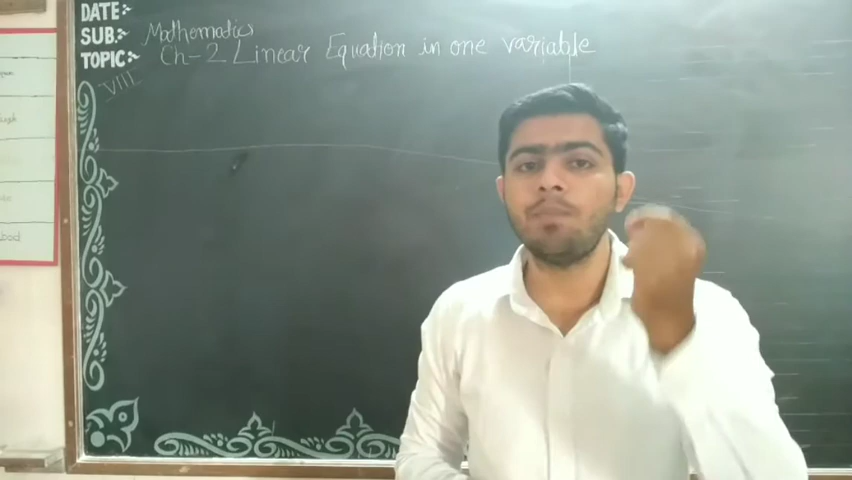 DATE:-
SUB:- Mathematics
TOPIC:- Ch-2 Linear Equation in one variable
VIII